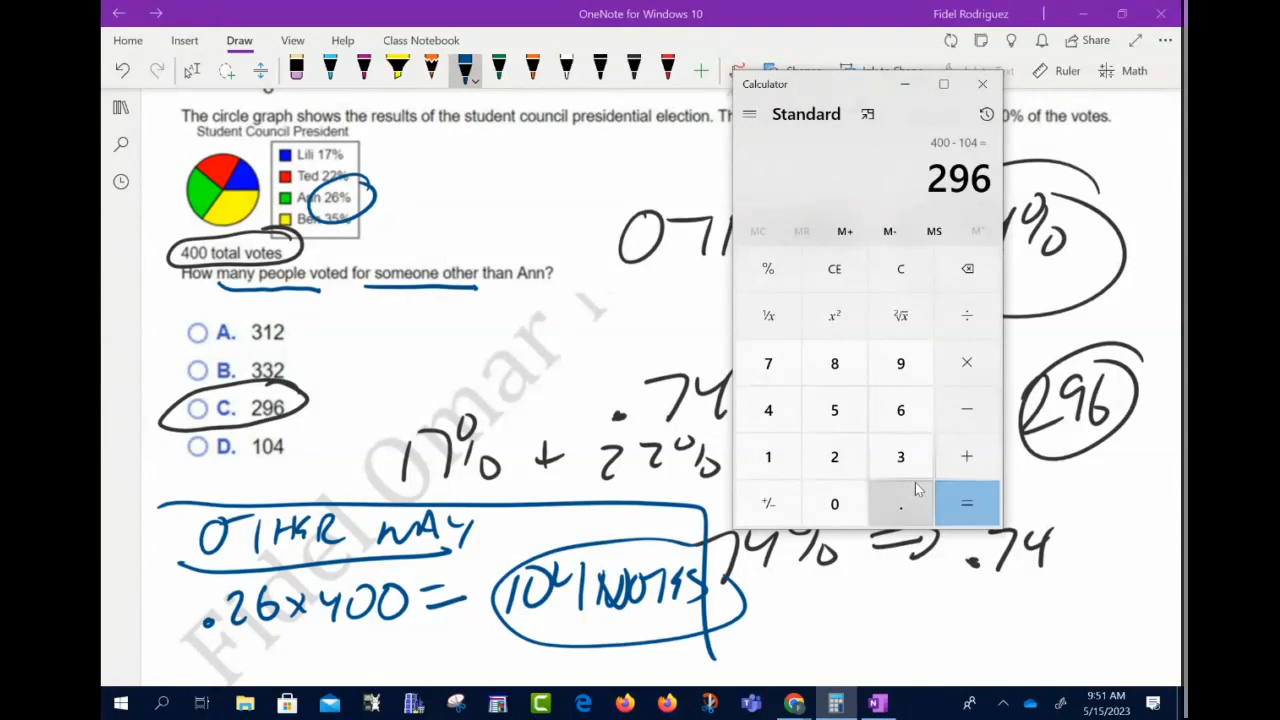 OneNote for Windows 10
Fidel Rodriguez
Home Insert Draw View Help Class Notebook
Share
Ruler
Math
The circle graph shows the results of the student council presidential election. Th
0% of the votes.
Student Council President
Lili 17%
Ted 22%
Ann 26%
Ben 35%
400 total votes
How many people voted for someone other than Ann?
A. 312
B. 332
C. 296
D. 104
.74
296
17% + 22%
74% => .74
OTHER WAY
.26x400= 104 VOTES
Fidel Omar
Calculator
Standard
400 - 104 =
296
MC MR M+ M- MS M˅
% CE C
1/x x² ²√x ÷
7 8 9 ×
4 5 6 −
1 2 3 +
+/− 0 . =
9:51 AM
5/15/2023